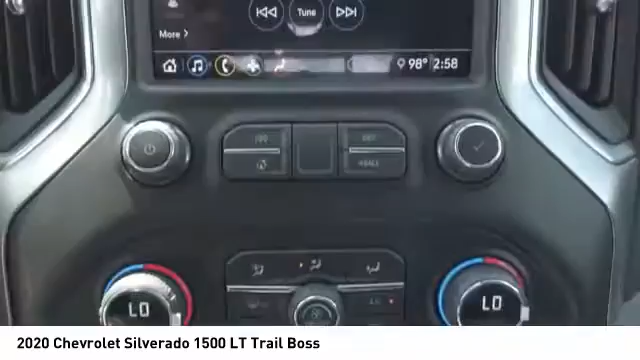 Tune
More >
98° 2:58
LO
LO
2020 Chevrolet Silverado 1500 LT Trail Boss